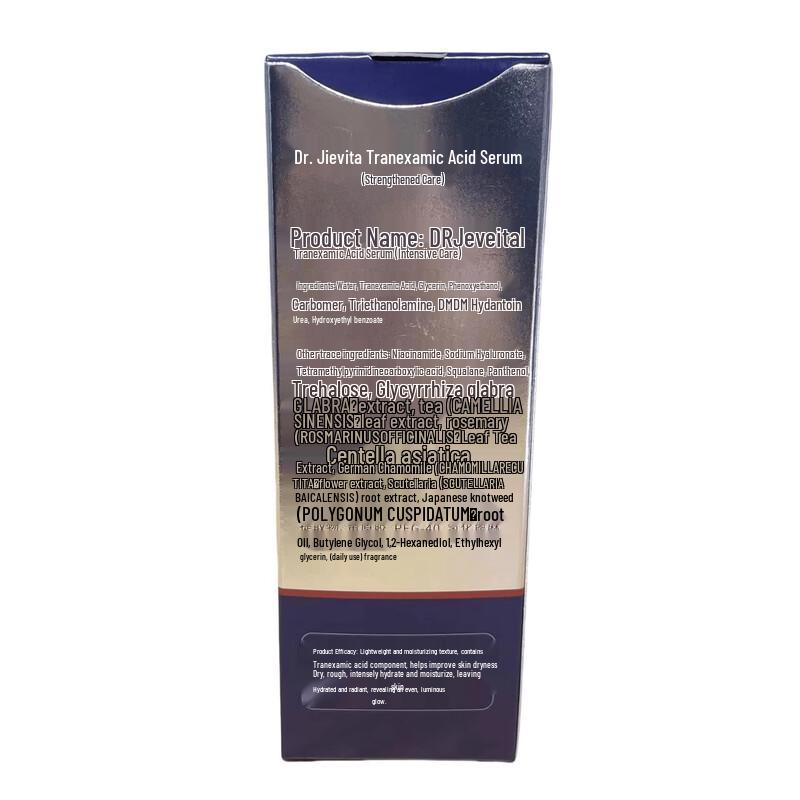 Dr. Jievita Tranexamic Acid Serum
(Strengthened Care)
Product Name: DRJeveital
Tranexamic Acid Serum (Intensive Care)
Ingredients: Water, Tranexamic Acid, Glycerin, Phenoxyethanol,
Carbomer, Triethanolamine, DMDM Hydantoin
Urea, Hydroxyethyl benzoate
Other trace ingredients: Niacinamide, Sodium Hyaluronate,
Tetramethylpyrimidinecarboxylic acid, Squalane, Panthenol,
Trehalose, Glycyrrhiza glabra
GLABRA extract, tea (CAMELLIA
SINENSIS leaf extract, rosemary
(ROSMARINUSOFFICINALIS Leaf Tea
Centella asiatica
Extract, German Chamomile (CHAMOMILLARECU
TITA flower extract, Scutellaria (SCUTELLARIA
BAICALENSIS) root extract, Japanese knotweed
(POLYGONUM CUSPIDATUM root
PEG-40
Oil, Butylene Glycol, 1,2-Hexanediol, Ethylhexyl
glycerin, (daily use) fragrance
Product Efficacy: Lightweight and moisturizing texture, contains
Tranexamic acid component, helps improve skin dryness
Dry, rough, intensely hydrate and moisturize, leaving
skin
Hydrated and radiant, revealing an even, luminous
glow.